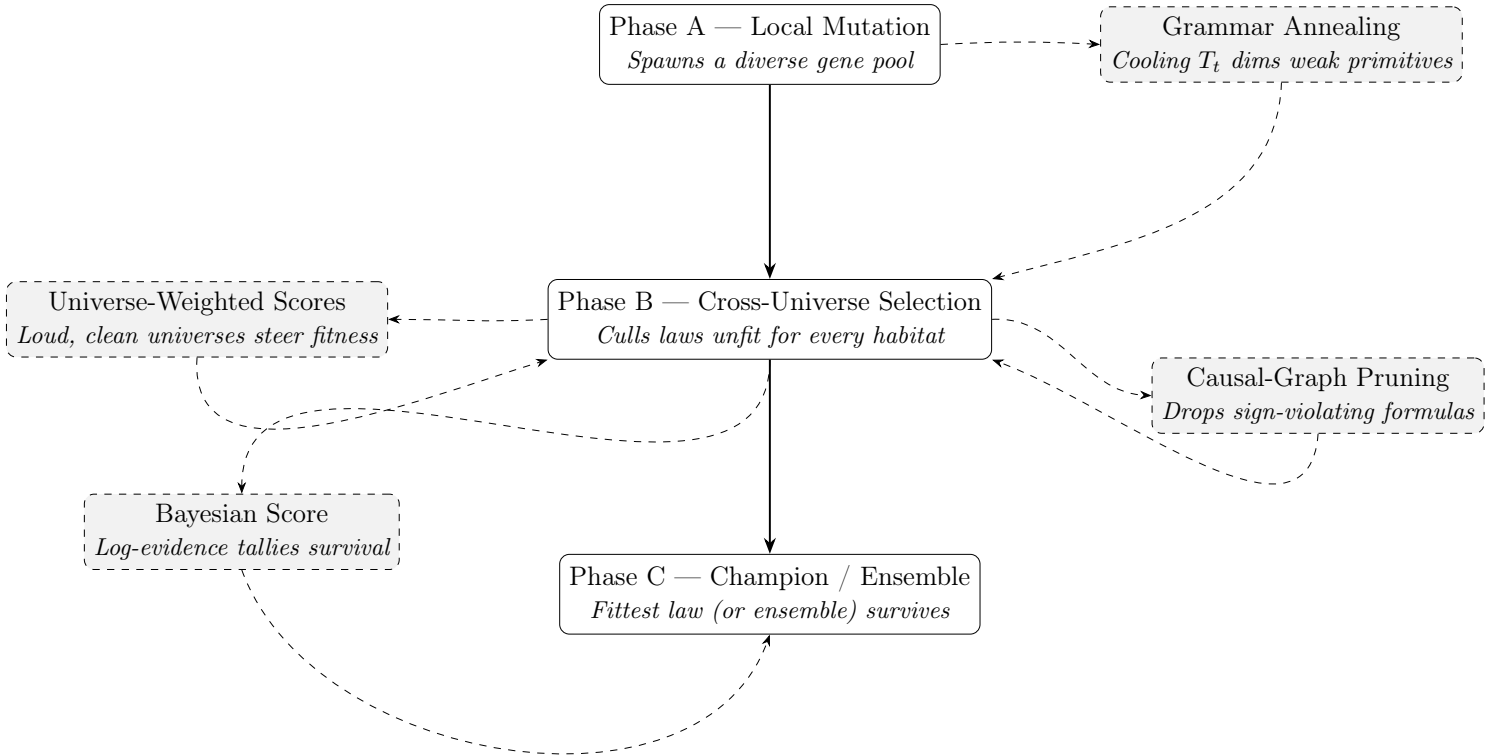 Phase A — Local Mutation
Spawns a diverse gene pool
Grammar Annealing
Cooling Tₜ dims weak primitives
Universe-Weighted Scores
Loud, clean universes steer fitness
Phase B — Cross-Universe Selection
Culls laws unfit for every habitat
Causal-Graph Pruning
Drops sign-violating formulas
Bayesian Score
Log-evidence tallies survival
Phase C — Champion / Ensemble
Fittest law (or ensemble) survives